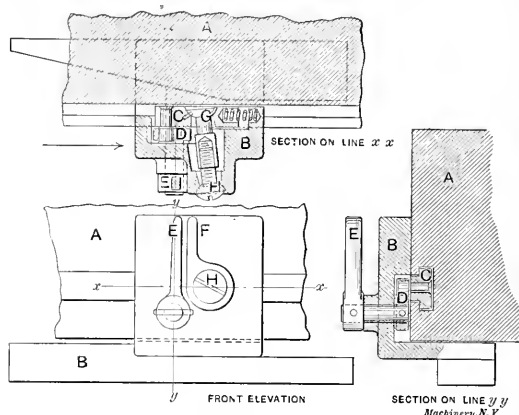 A
C
G
D
B
SECTION ON LINE x x
E
H
y
A
E
F
A
B
E
C
H
D
x
x
B
y
FRONT ELEVATION
SECTION ON LINE y y
Machinery, N.Y.